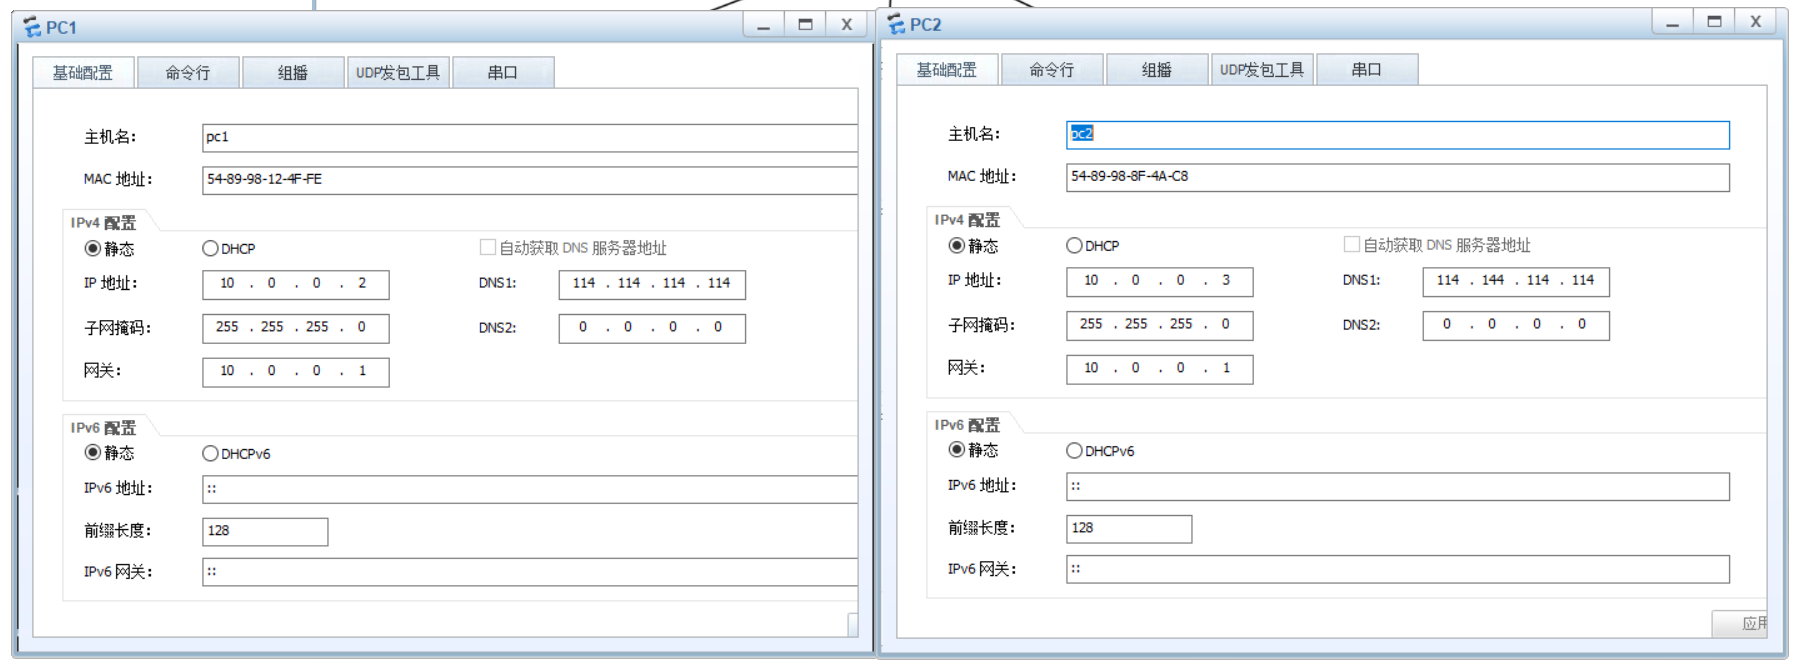 PC1
基础配置 命令行 组播 UDP发包工具 串口
主机名: pc1
MAC 地址: 54-89-98-12-4F-FE
IPv4 配置
静态 DHCP 自动获取 DNS 服务器地址
IP 地址: 10 . 0 . 0 . 2 DNS1: 114 . 114 . 114 . 114
子网掩码: 255 . 255 . 255 . 0 DNS2: 0 . 0 . 0 . 0
网关: 10 . 0 . 0 . 1
IPv6 配置
静态 DHCPv6
IPv6 地址: ::
前缀长度: 128
IPv6 网关: ::
PC2
基础配置 命令行 组播 UDP发包工具 串口
主机名: pc2
MAC 地址: 54-89-98-8F-4A-C8
IPv4 配置
静态 DHCP 自动获取 DNS 服务器地址
IP 地址: 10 . 0 . 0 . 3 DNS1: 114 . 144 . 114 . 114
子网掩码: 255 . 255 . 255 . 0 DNS2: 0 . 0 . 0 . 0
网关: 10 . 0 . 0 . 1
IPv6 配置
静态 DHCPv6
IPv6 地址: ::
前缀长度: 128
IPv6 网关: ::
应用